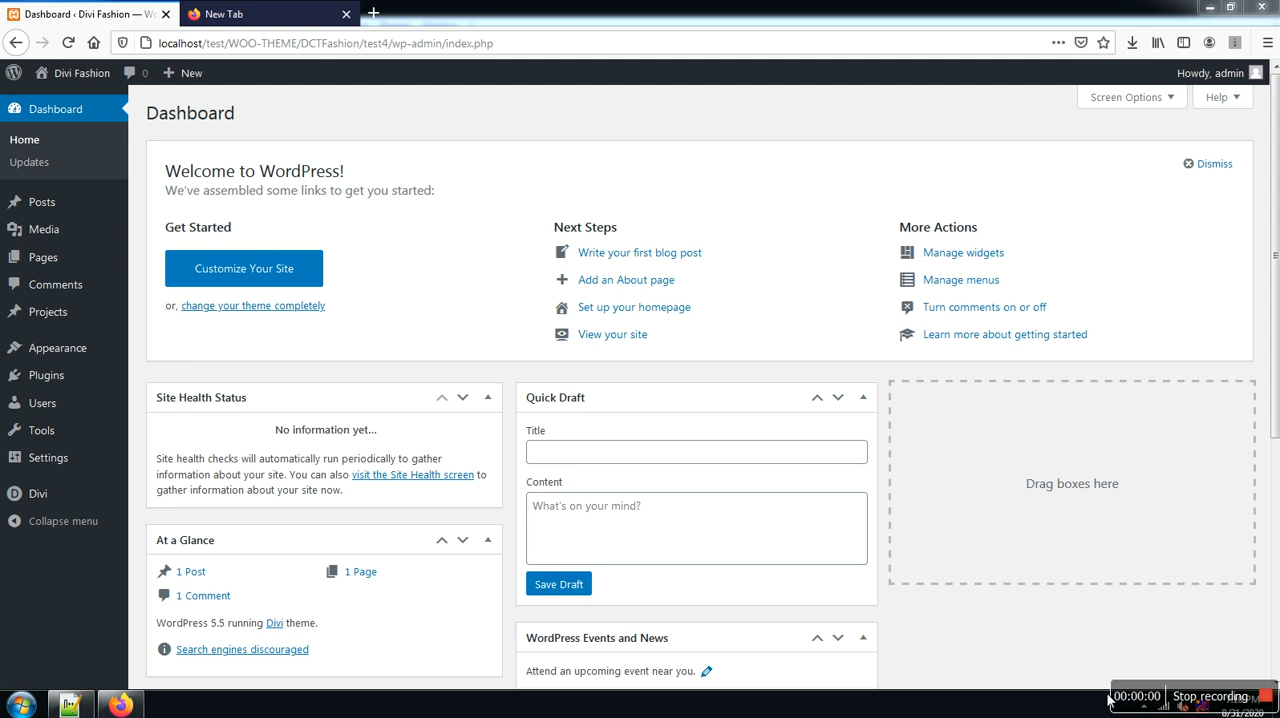 Dashboard ‹ Divi Fashion — Wo
New Tab
localhost/test/WOO-THEME/DCTFashion/test4/wp-admin/index.php
Divi Fashion
0
New
Howdy, admin
Dashboard
Home
Updates
Posts
Media
Pages
Comments
Projects
Appearance
Plugins
Users
Tools
Settings
Divi
Collapse menu
Dashboard
Screen Options
Help
Welcome to WordPress!
We've assembled some links to get you started:
Dismiss
Get Started
Customize Your Site
or, change your theme completely
Next Steps
Write your first blog post
Add an About page
Set up your homepage
View your site
More Actions
Manage widgets
Manage menus
Turn comments on or off
Learn more about getting started
Site Health Status
No information yet…
Site health checks will automatically run periodically to gather
information about your site. You can also visit the Site Health screen to
gather information about your site now.
At a Glance
1 Post
1 Page
1 Comment
WordPress 5.5 running Divi theme.
Search engines discouraged
Quick Draft
Title
Content
What's on your mind?
Save Draft
WordPress Events and News
Attend an upcoming event near you.
Drag boxes here
00:00:00
Stop recording
8/31/2020